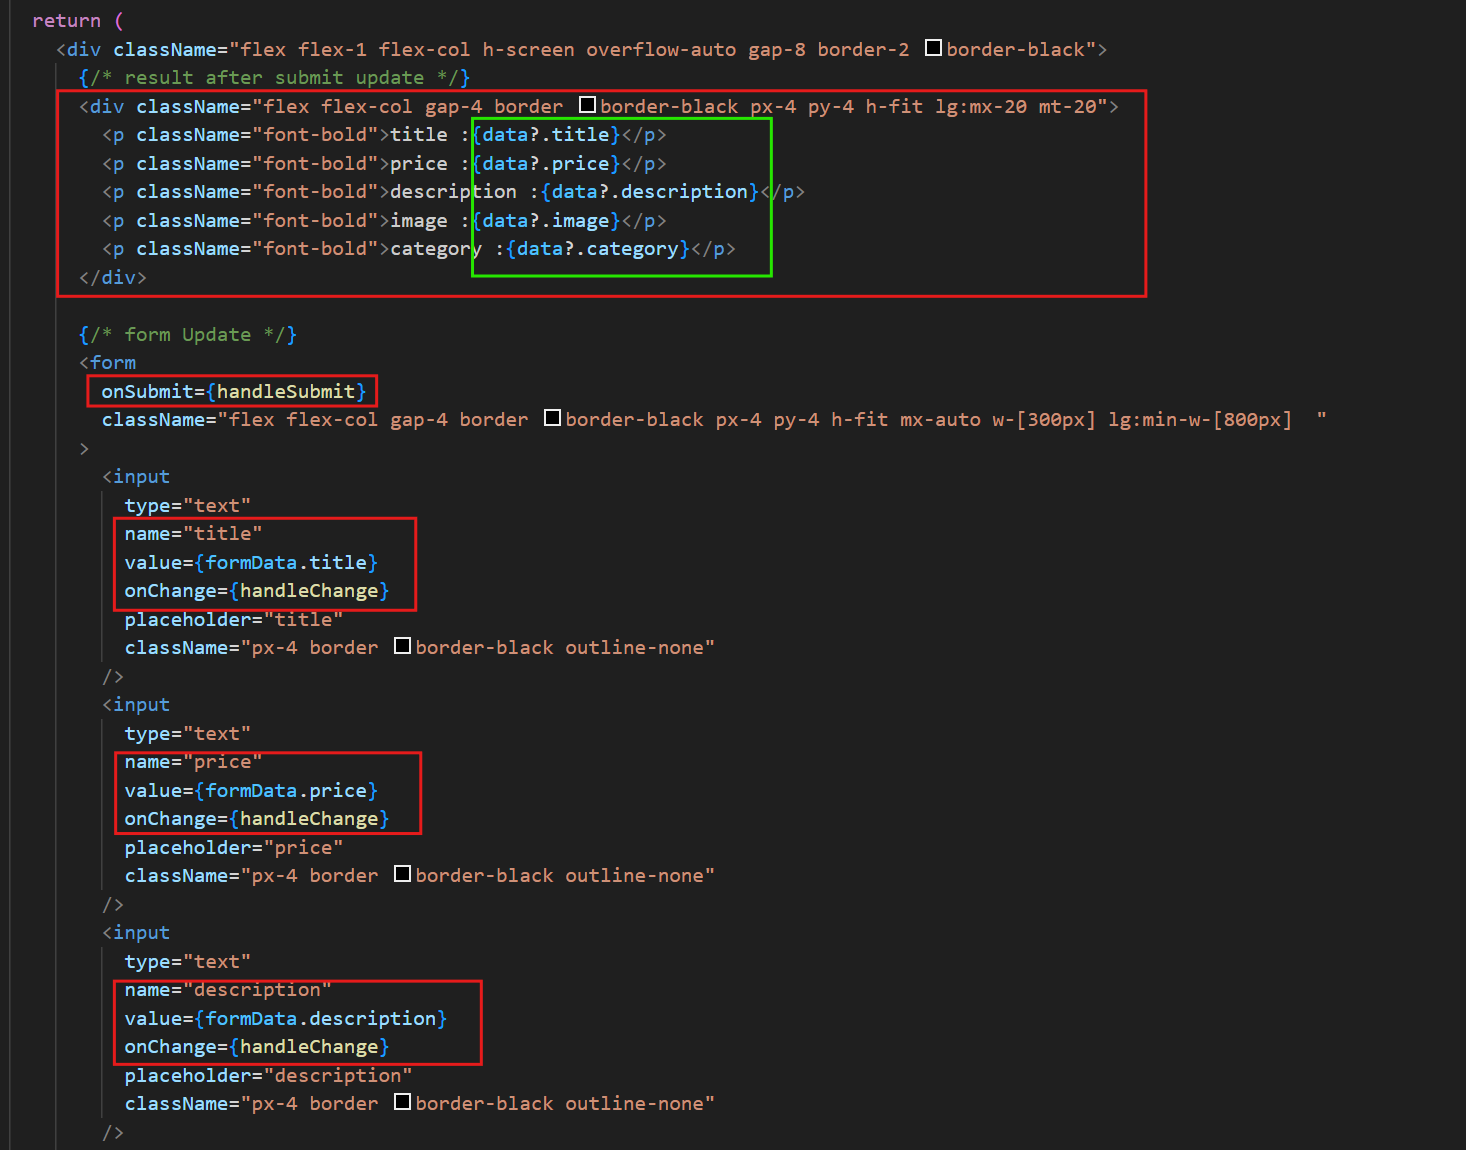 return (
<div className="flex flex-1 flex-col h-screen overflow-auto gap-8 border-2 border-black">
{/* result after submit update */}
<div className="flex flex-col gap-4 border border-black px-4 py-4 h-fit lg:mx-20 mt-20">
<p className="font-bold">title :{data?.title}</p>
<p className="font-bold">price :{data?.price}</p>
<p className="font-bold">description :{data?.description}</p>
<p className="font-bold">image :{data?.image}</p>
<p className="font-bold">category :{data?.category}</p>
</div>
{/* form Update */}
<form
onSubmit={handleSubmit}
className="flex flex-col gap-4 border border-black px-4 py-4 h-fit mx-auto w-[300px] lg:min-w-[800px]  "
>
<input
type="text"
name="title"
value={formData.title}
onChange={handleChange}
placeholder="title"
className="px-4 border border-black outline-none"
/>
<input
type="text"
name="price"
value={formData.price}
onChange={handleChange}
placeholder="price"
className="px-4 border border-black outline-none"
/>
<input
type="text"
name="description"
value={formData.description}
onChange={handleChange}
placeholder="description"
className="px-4 border border-black outline-none"
/>